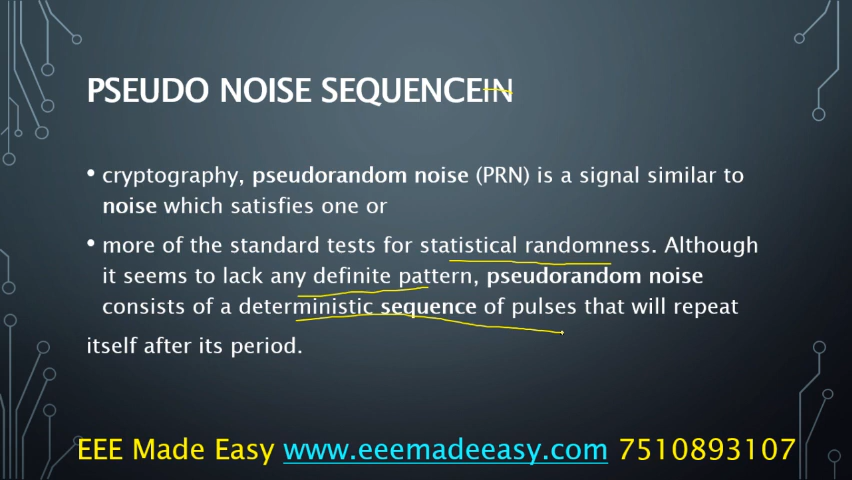 PSEUDO NOISE SEQUENCEIN
• cryptography, pseudorandom noise (PRN) is a signal similar to
noise which satisfies one or
• more of the standard tests for statistical randomness. Although
it seems to lack any definite pattern, pseudorandom noise
consists of a deterministic sequence of pulses that will repeat
itself after its period.
EEE Made Easy www.eeemadeeasy.com 7510893107